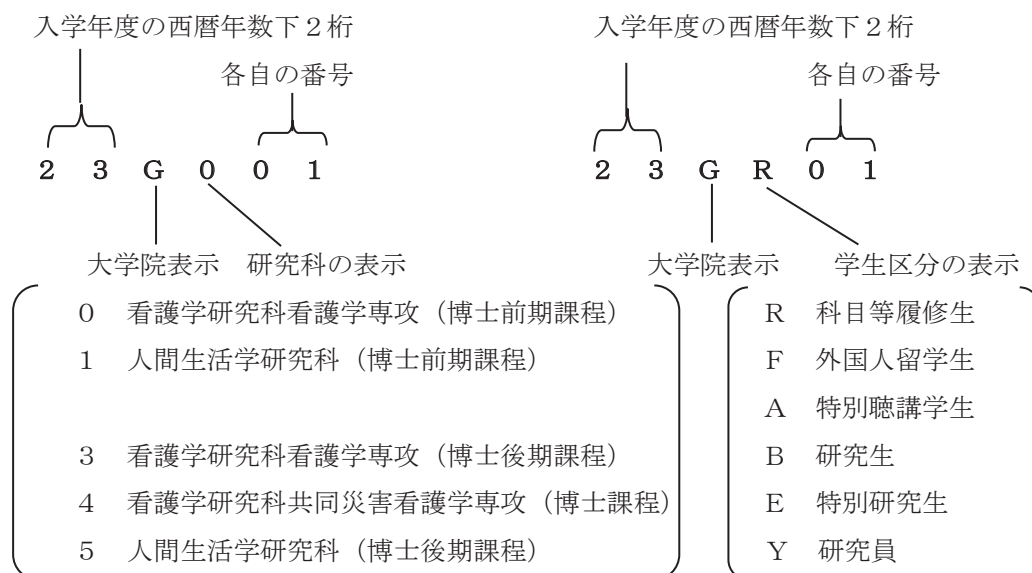 入学年度の西暦年数下２桁
各自の番号
２ ３ Ｇ ０ ０ １
大学院表示 研究科の表示
０ 看護学研究科看護学専攻（博士前期課程）
１ 人間生活学研究科（博士前期課程）
３ 看護学研究科看護学専攻（博士後期課程）
４ 看護学研究科共同災害看護学専攻（博士課程）
５ 人間生活学研究科（博士後期課程）
入学年度の西暦年数下２桁
各自の番号
２ ３ Ｇ Ｒ ０ １
大学院表示 学生区分の表示
Ｒ 科目等履修生
Ｆ 外国人留学生
Ａ 特別聴講学生
Ｂ 研究生
Ｅ 特別研究生
Ｙ 研究員